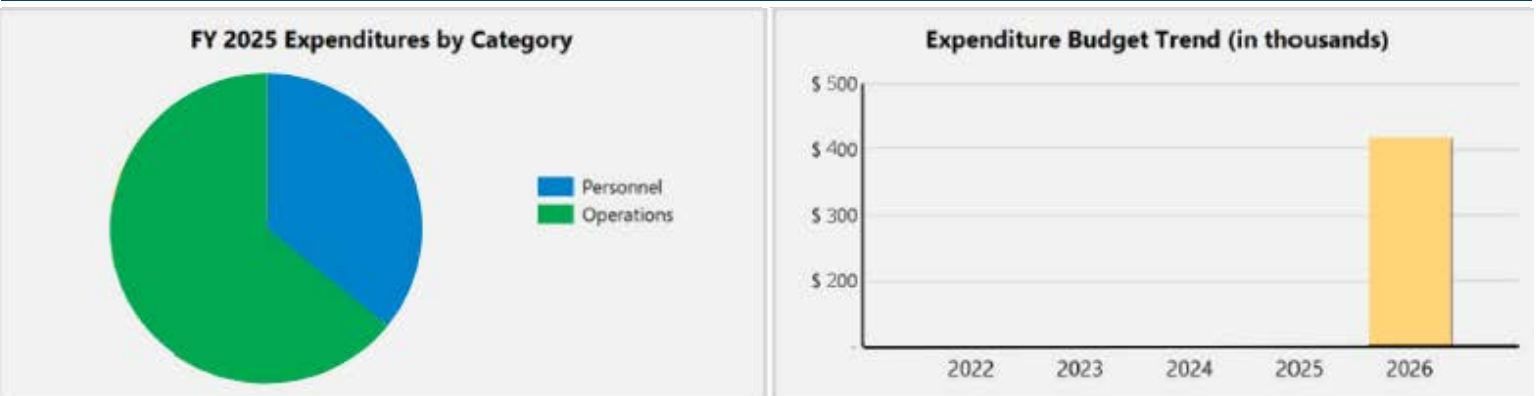 FY 2025 Expenditures by Category
Personnel
Operations
Expenditure Budget Trend (in thousands)
$ 500
$ 400
$ 300
$ 200
-
2022 2023 2024 2025 2026